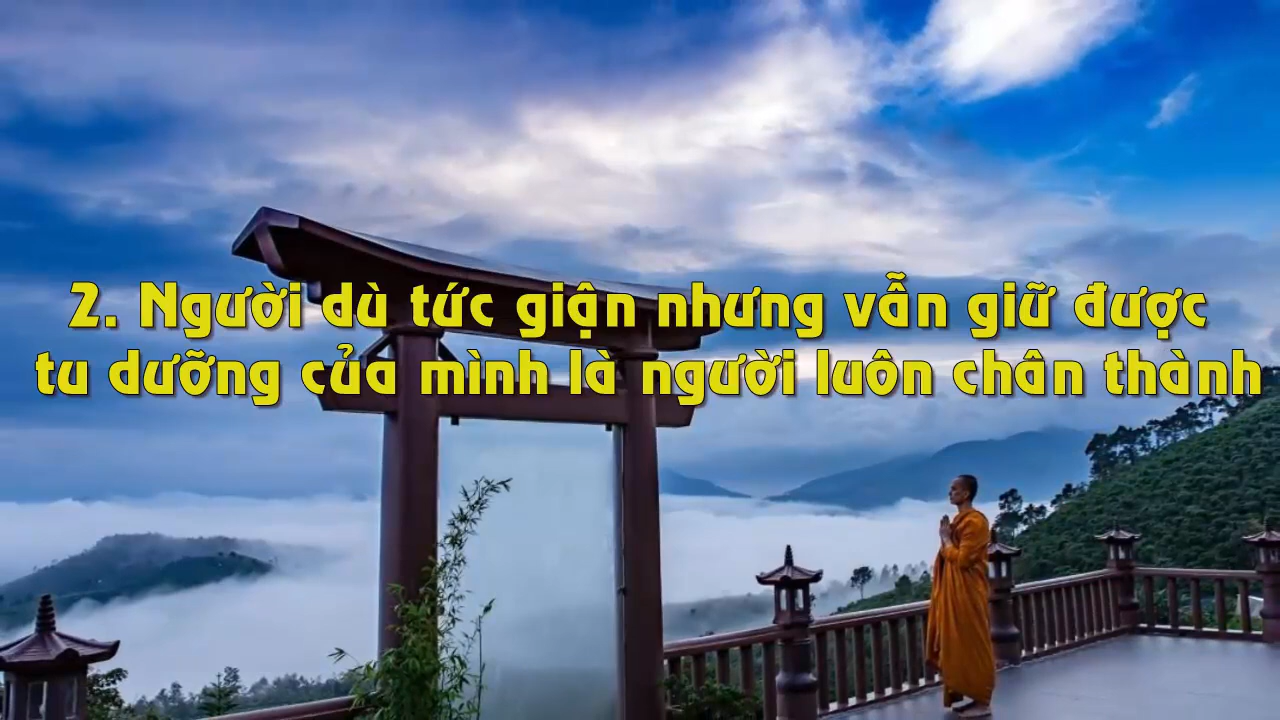 2. Người dù tức giận nhưng vẫn giữ được
tu dưỡng của mình là người luôn chân thành